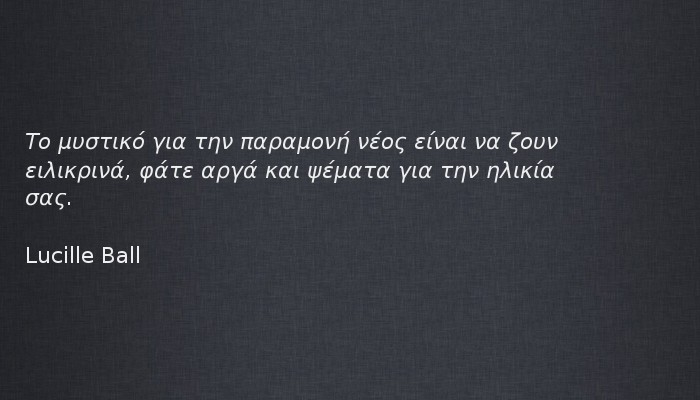 Το μυστικό για την παραμονή νέος είναι να ζουν
ειλικρινά, φάτε αργά και ψέματα για την ηλικία
σας.
Lucille Ball